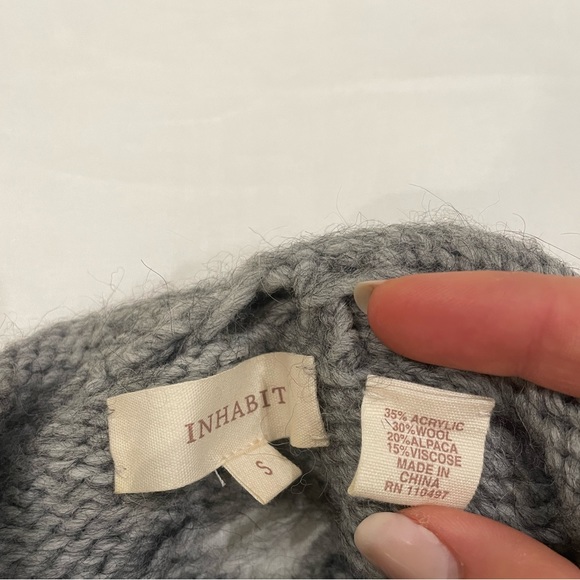 INHABIT
S
35% ACRYLIC
30%WOOL
20%ALPACA
15%VISCOSE
MADE IN
CHINA
RN 110497